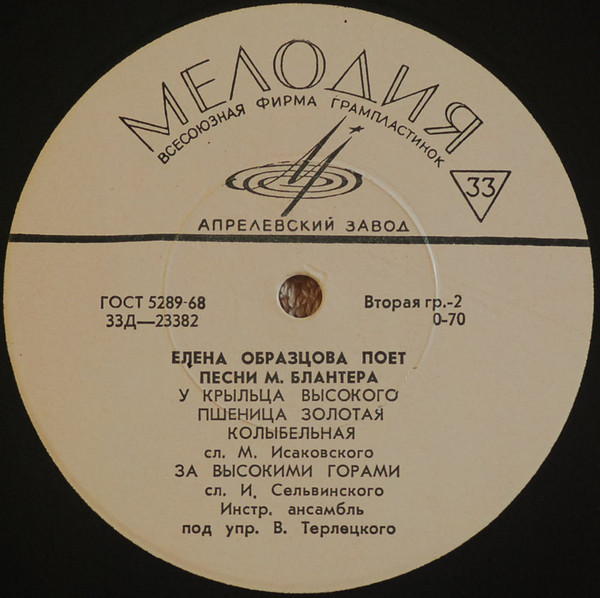 МЕЛОДИЯ
ВСЕСОЮЗНАЯ ФИРМА ГРАМПЛАСТИНОК
33
АПРЕЛЕВСКИЙ ЗАВОД
ГОСТ 5289-68
Вторая гр.-2
33Д—23382
0-70
ЕЛЕНА ОБРАЗЦОВА ПОЕТ
ПЕСНИ М. БЛАНТЕРА
У КРЫЛЬЦА ВЫСОКОГО
ПШЕНИЦА ЗОЛОТАЯ
КОЛЫБЕЛЬНАЯ
сл. М. Исаковского
ЗА ВЫСОКИМИ ГОРАМИ
сл. И. Сельвинского
Инстр. ансамбль
под упр. В. Терлецкого